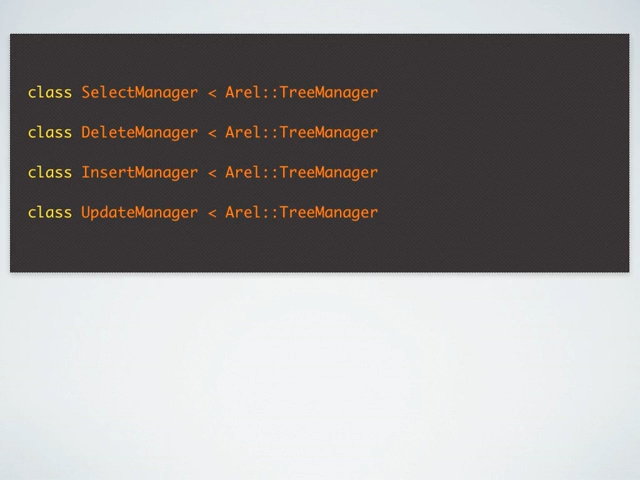 class SelectManager < Arel::TreeManager
class DeleteManager < Arel::TreeManager
class InsertManager < Arel::TreeManager
class UpdateManager < Arel::TreeManager